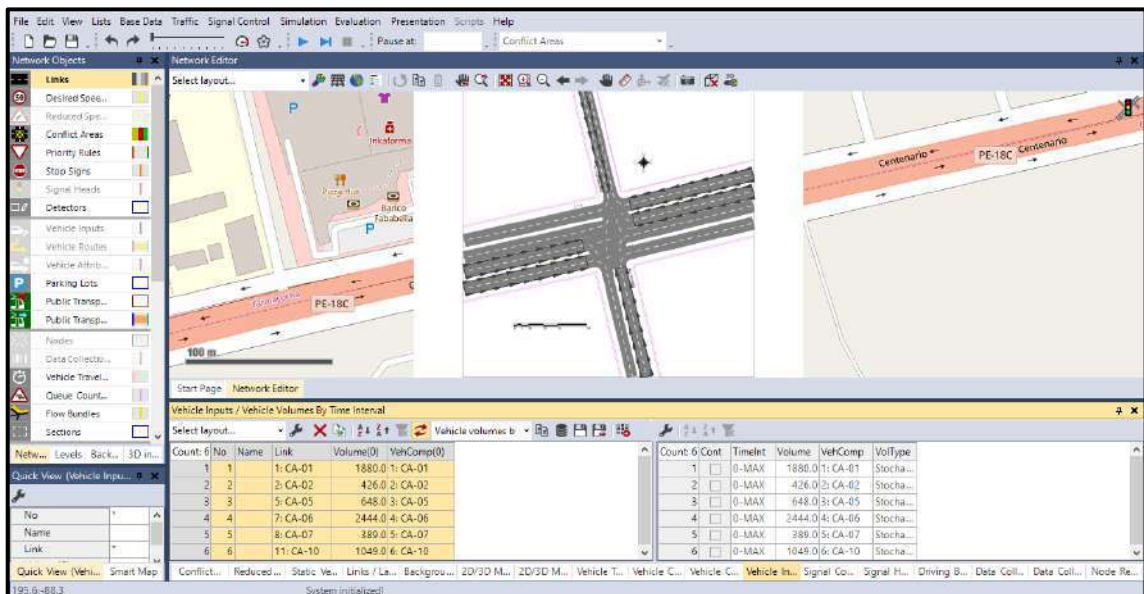 File Edit View Lists Base Data Traffic Signal Control Simulation Evaluation Presentation Scripts Help
Pause at: Conflict Areas
Network Objects
Network Editor
Links
Select layout...
Desired Spee...
Reduced Spe...
Conflict Areas
Priority Rules
Stop Signs
Signal Heads
Detectors
Vehicle Inputs
Vehicle Routes
Vehicle Attrib...
Parking Lots
Public Transp...
Public Transp...
Nodes
Data Collectio...
Vehicle Travel...
Queue Count...
Flow Bundles
Sections
P
Inkafarma
Pizza Hut
Banco
P
PE-18C
100 m
Centenario
PE-18C
Centenario
Start Page Network Editor
Netw... Levels Back... 3D in...
Vehicle Inputs / Vehicle Volumes By Time Interval
Select layout... Vehicle volumes b
Count: 6 No Name Link Volume(0) VehComp(0)
1 1 1: CA-01 1880.0 1: CA-01
2 2 2: CA-02 426.0 2: CA-02
3 3 5: CA-05 648.0 3: CA-05
4 4 7: CA-06 2444.0 4: CA-06
5 5 8: CA-07 389.0 5: CA-07
6 6 11: CA-10 1049.0 6: CA-10
Count: 6 Cont TimeInt Volume VehComp VolType
1 0-MAX 1880.0 1: CA-01 Stocha...
2 0-MAX 426.0 2: CA-02 Stocha...
3 0-MAX 648.0 3: CA-05 Stocha...
4 0-MAX 2444.0 4: CA-06 Stocha...
5 0-MAX 389.0 5: CA-07 Stocha...
6 0-MAX 1049.0 6: CA-10 Stocha...
Quick View (Vehicle Inpu...
No *
Name
Link *
Quick View (Vehi... Smart Map
Conflict... Reduced... Static Ve... Links / La... Backgrou... 2D/3D M... 2D/3D M... Vehicle T... Vehicle C... Vehicle C... Vehicle In... Signal Co... Signal H... Driving B... Data Coll... Data Coll... Node Re...
195.6:-88.3 System initialized!